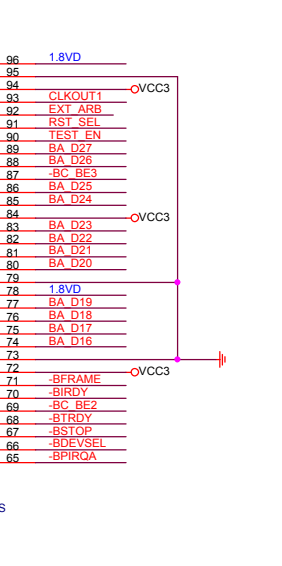 96 1.8VD
95
94 VCC3
93 CLKOUT1
92 EXT_ARB
91 RST_SEL
90 TEST_EN
89 BA_D27
88 BA_D26
87 -BC_BE3
86 BA_D25
85 BA_D24
84 VCC3
83 BA_D23
82 BA_D22
81 BA_D21
80 BA_D20
79
78 1.8VD
77 BA_D19
76 BA_D18
75 BA_D17
74 BA_D16
73
72 VCC3
71 -BFRAME
70 -BIRDY
69 -BC_BE2
68 -BTRDY
67 -BSTOP
66 -BDEVSEL
65 -BPIRQA
S